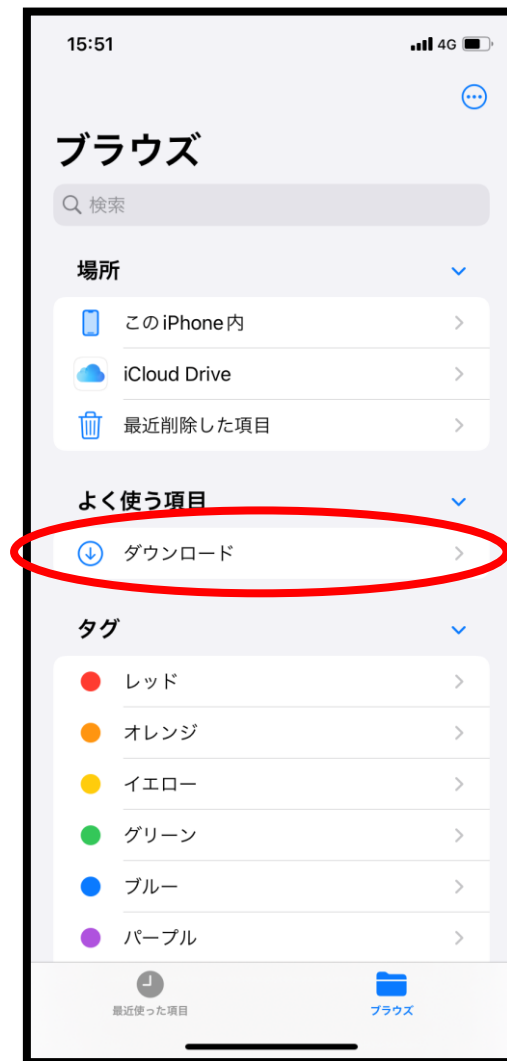 15:51 4G
ブラウズ
検索
場所
このiPhone内
iCloud Drive
最近削除した項目
よく使う項目
ダウンロード
タグ
レッド
オレンジ
イエロー
グリーン
ブルー
パープル
最近使った項目 ブラウズ